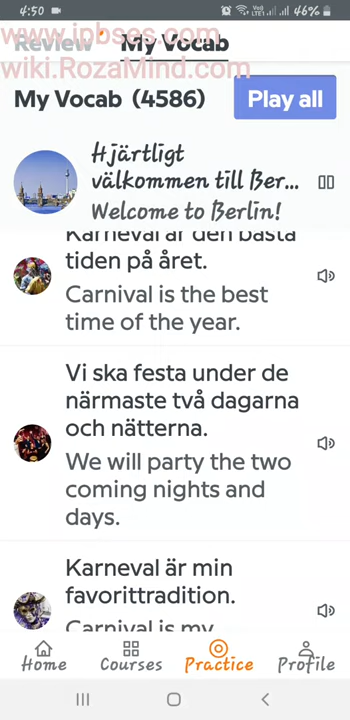 4:50
46%
www.ipbses.com
Review My Vocab
wiki.RozaMind.com
My Vocab (4586)
Play all
Hjärtligt
välkommen till Ber...
Welcome to Berlin!
Karneval är den bästa
tiden på året.
Carnival is the best
time of the year.
Vi ska festa under de
närmaste två dagarna
och nätterna.
We will party the two
coming nights and
days.
Karneval är min
favorittradition.
Carnival is my
Home Courses Practice Profile